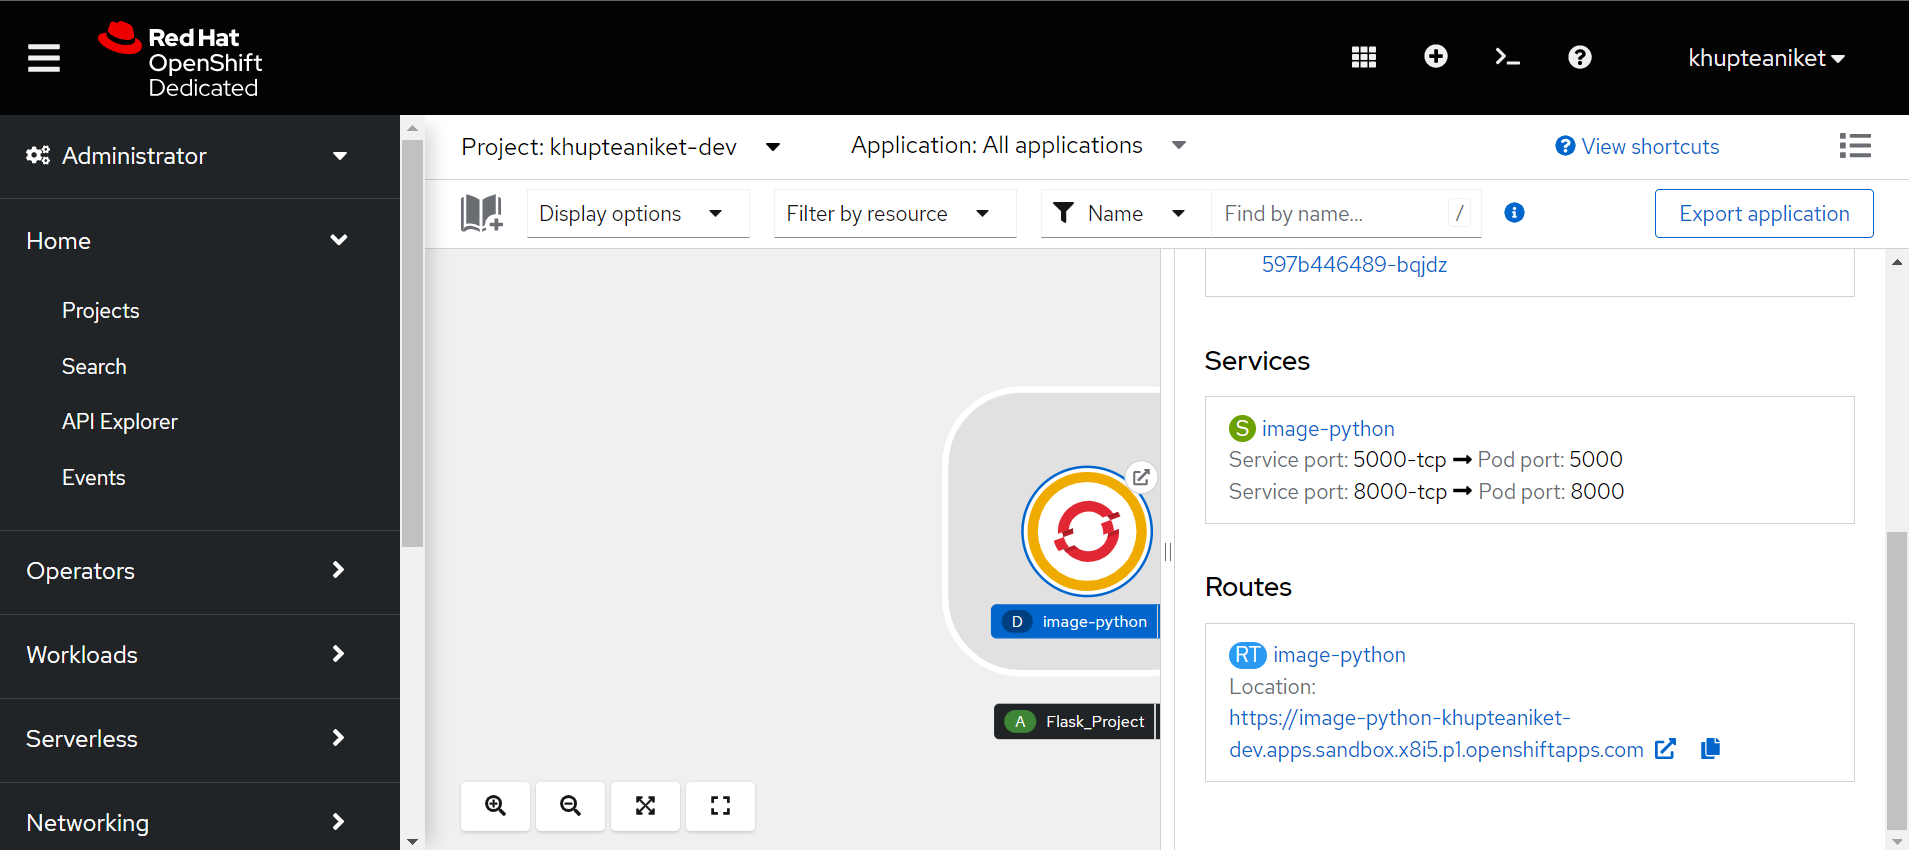 Red Hat
OpenShift
Dedicated
khupteaniket
Administrator
Home
Projects
Search
API Explorer
Events
Operators
Workloads
Serverless
Networking
Project: khupteaniket-dev
Application: All applications
View shortcuts
Display options
Filter by resource
Name
Find by name...
/
Export application
D image-python
A Flask_Project
597b446489-bqjdz
Services
S image-python
Service port: 5000-tcp → Pod port: 5000
Service port: 8000-tcp → Pod port: 8000
Routes
RT image-python
Location:
https://image-python-khupteaniket-
dev.apps.sandbox.x8i5.p1.openshiftapps.com